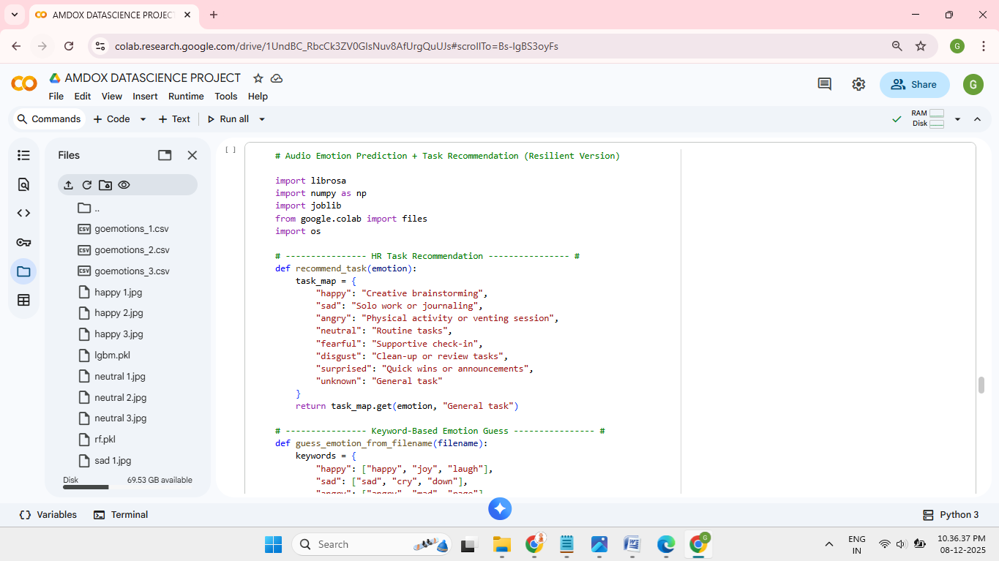 AMDOX DATASCIENCE PROJECT
colab.research.google.com/drive/1UndBC_RbcCk3ZV0GlsNuv8AfUrgQuUJs#scrollTo=Bs-lgBS3oyFs
G
AMDOX DATASCIENCE PROJECT
File Edit View Insert Runtime Tools Help
Share
G
Commands + Code + Text Run all
RAM
Disk
Files
..
goemotions_1.csv
goemotions_2.csv
goemotions_3.csv
happy 1.jpg
happy 2.jpg
happy 3.jpg
lgbm.pkl
neutral 1.jpg
neutral 2.jpg
neutral 3.jpg
rf.pkl
sad 1.jpg
Disk 69.53 GB available
[ ]
# Audio Emotion Prediction + Task Recommendation (Resilient Version)
import librosa
import numpy as np
import joblib
from google.colab import files
import os
# ---------------- HR Task Recommendation ---------------- #
def recommend_task(emotion):
task_map = {
"happy": "Creative brainstorming",
"sad": "Solo work or journaling",
"angry": "Physical activity or venting session",
"neutral": "Routine tasks",
"fearful": "Supportive check-in",
"disgust": "Clean-up or review tasks",
"surprised": "Quick wins or announcements",
"unknown": "General task"
}
return task_map.get(emotion, "General task")
# ---------------- Keyword-Based Emotion Guess ---------------- #
def guess_emotion_from_filename(filename):
keywords = {
"happy": ["happy", "joy", "laugh"],
"sad": ["sad", "cry", "down"],
"angry": ["angry", "mad", "rage"]
Variables Terminal
Python 3
Search
ENG
IN
10.36.37 PM
08-12-2025